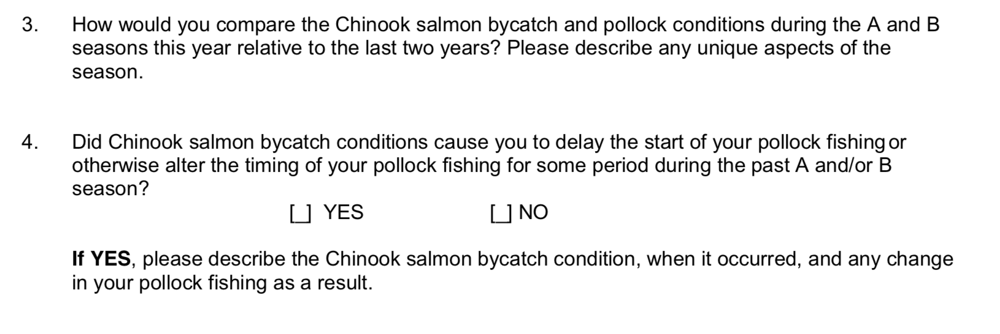 3. How would you compare the Chinook salmon bycatch and pollock conditions during the A and B
seasons this year relative to the last two years? Please describe any unique aspects of the
season.
4. Did Chinook salmon bycatch conditions cause you to delay the start of your pollock fishing or
otherwise alter the timing of your pollock fishing for some period during the past A and/or B
season?
[_] YES [_] NO
If YES, please describe the Chinook salmon bycatch condition, when it occurred, and any change
in your pollock fishing as a result.